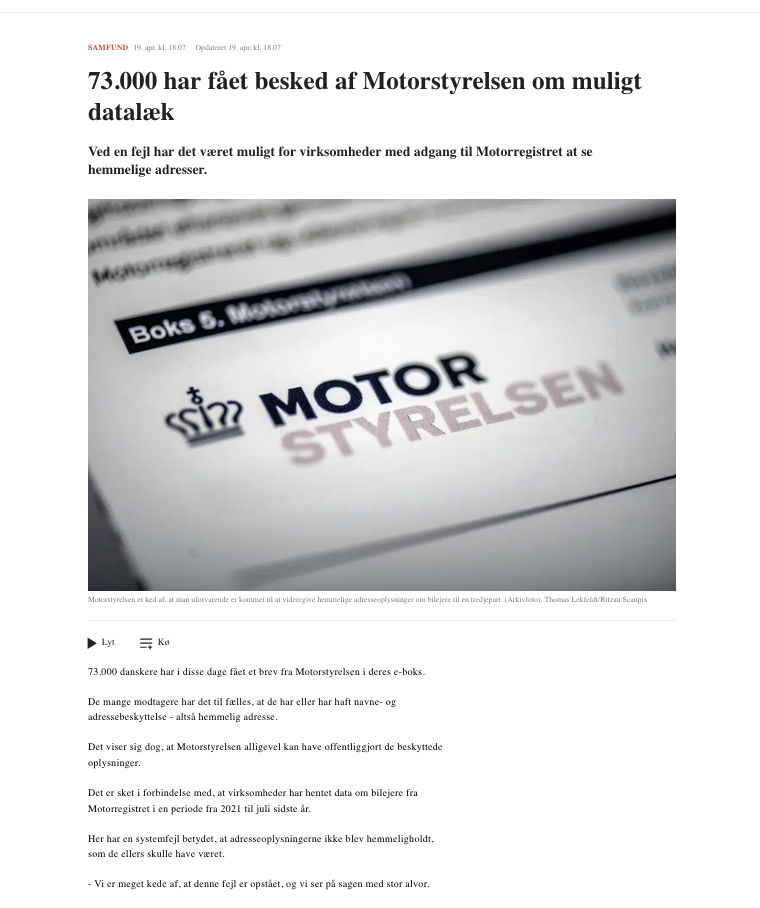 SAMFUND 19. apr. kl. 18.07 Opdateret 19. apr. kl. 18.07
73.000 har fået besked af Motorstyrelsen om muligt
datalæk
Ved en fejl har det været muligt for virksomheder med adgang til Motorregistret at se
hemmelige adresser.
Motorregistret og
Boks 5. Motorstyrelsen
MOTOR
STYRELSEN
Motorstyrelsen er ked af, at man uforvarende er kommet til at videregive hemmelige adresseoplysninger om bilejere til en tredjepart. (Arkivfoto). Thomas Lekfeldt/Ritzau Scanpix
Lyt Kø
73.000 danskere har i disse dage fået et brev fra Motorstyrelsen i deres e-boks.
De mange modtagere har det til fælles, at de har eller har haft navne- og
adressebeskyttelse - altså hemmelig adresse.
Det viser sig dog, at Motorstyrelsen alligevel kan have offentliggjort de beskyttede
oplysninger.
Det er sket i forbindelse med, at virksomheder har hentet data om bilejere fra
Motorregistret i en periode fra 2021 til juli sidste år.
Her har en systemfejl betydet, at adresseoplysningerne ikke blev hemmeligholdt,
som de ellers skulle have været.
- Vi er meget kede af, at denne fejl er opstået, og vi ser på sagen med stor alvor.